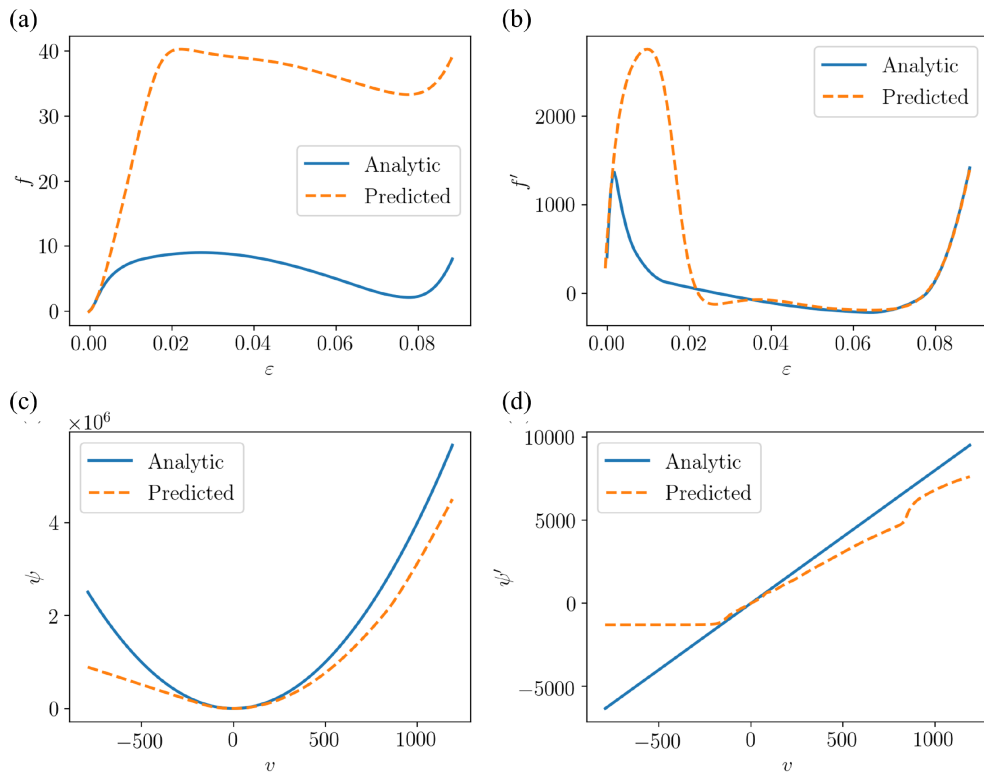 (a)
40
30
20
10
0
f
0.00 0.02 0.04 0.06 0.08
ε
Analytic
Predicted
(b)
2000
1000
0
f′
0.00 0.02 0.04 0.06 0.08
ε
Analytic
Predicted
(c)
×10⁶
4
2
0
ψ
−500 0 500 1000
v
Analytic
Predicted
(d)
10000
5000
0
−5000
ψ′
−500 0 500 1000
v
Analytic
Predicted